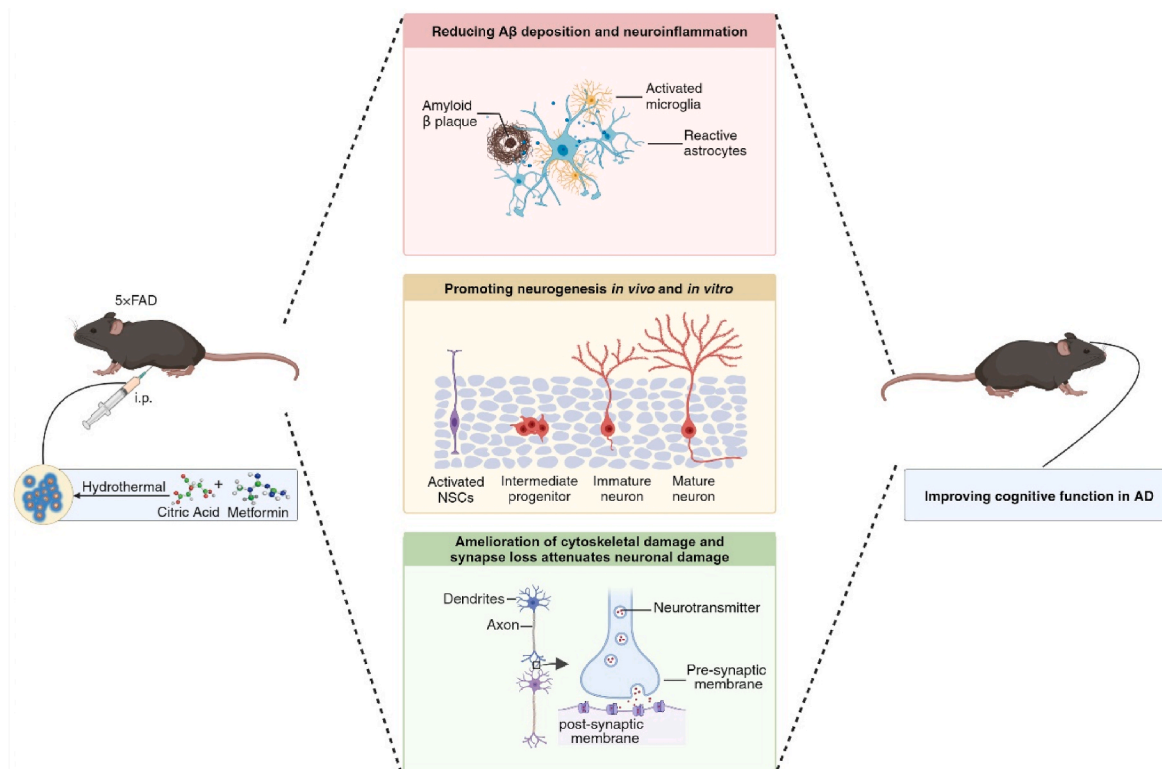 Reducing Aβ deposition and neuroinflammation
Amyloid
β plaque
Activated
microglia
Reactive
astrocytes
5×FAD
i.p.
Hydrothermal
+
Citric Acid
Metformin
Promoting neurogenesis in vivo and in vitro
Activated
NSCs
Intermediate
progenitor
Immature
neuron
Mature
neuron
Improving cognitive function in AD
Amelioration of cytoskeletal damage and
synapse loss attenuates neuronal damage
Dendrites
Axon
Neurotransmitter
Pre-synaptic
membrane
post-synaptic
membrane